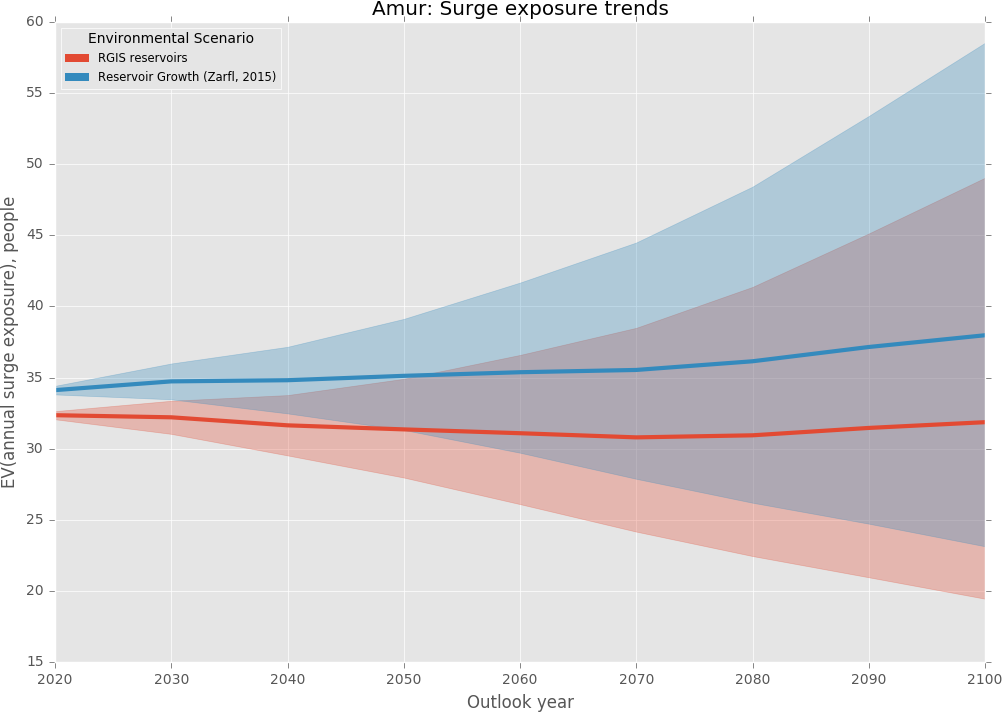 Amur: Surge exposure trends
Environmental Scenario
RGIS reservoirs
Reservoir Growth (Zarfl, 2015)
EV(annual surge exposure), people
60
55
50
45
40
35
30
25
20
15
2020 2030 2040 2050 2060 2070 2080 2090 2100
Outlook year